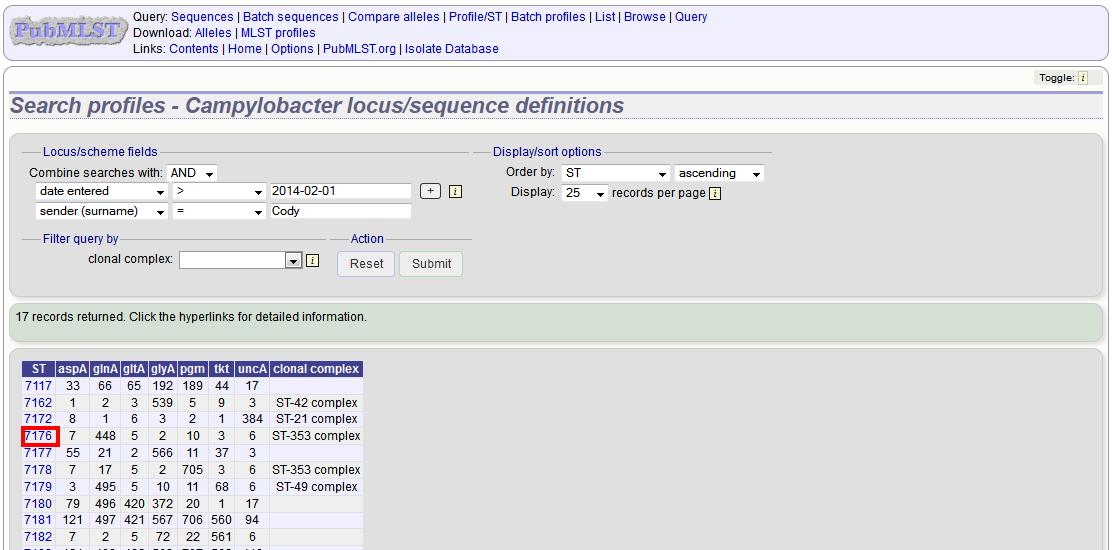 PubMLST
Query: Sequences | Batch sequences | Compare alleles | Profile/ST | Batch profiles | List | Browse | Query
Download: Alleles | MLST profiles
Links: Contents | Home | Options | PubMLST.org | Isolate Database
Toggle: i
Search profiles - Campylobacter locus/sequence definitions
Locus/scheme fields
Combine searches with: AND
date entered > 2014-02-01 + i
sender (surname) = Cody
Display/sort options
Order by: ST ascending
Display: 25 records per page i
Filter query by
clonal complex: i
Action
Reset Submit
17 records returned. Click the hyperlinks for detailed information.
ST aspA glnA gltA glyA pgm tkt uncA clonal complex
7117 33 66 65 192 189 44 17
7162 1 2 3 539 5 9 3 ST-42 complex
7172 8 1 6 3 2 1 384 ST-21 complex
7176 7 448 5 2 10 3 6 ST-353 complex
7177 55 21 2 566 11 37 3
7178 7 17 5 2 705 3 6 ST-353 complex
7179 3 495 5 10 11 68 6 ST-49 complex
7180 79 496 420 372 20 1 17
7181 121 497 421 567 706 560 94
7182 7 2 5 72 22 561 6